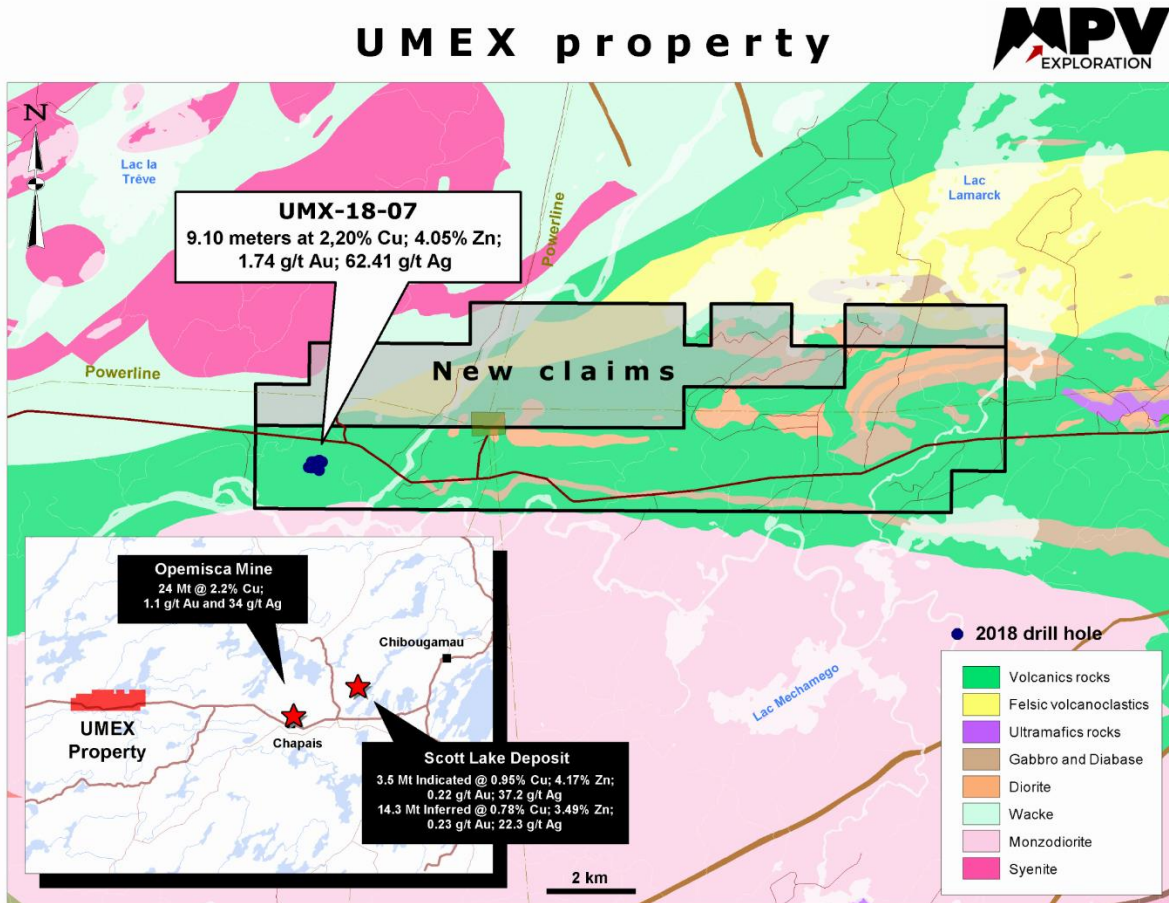 UMEX property
MPV
EXPLORATION
N
Lac la
Trêve
Powerline
Lac
Lamarck
UMX-18-07
9.10 meters at 2,20% Cu; 4.05% Zn;
1.74 g/t Au; 62.41 g/t Ag
Powerline
New claims
Opemisca Mine
24 Mt @ 2.2% Cu;
1.1 g/t Au and 34 g/t Ag
Chibougamau
UMEX
Property
Chapais
Scott Lake Deposit
3.5 Mt Indicated @ 0.95% Cu; 4.17% Zn;
0.22 g/t Au; 37.2 g/t Ag
14.3 Mt Inferred @ 0.78% Cu; 3.49% Zn;
0.23 g/t Au; 22.3 g/t Ag
Lac Mechamego
2 km
2018 drill hole
Volcanics rocks
Felsic volcanoclastics
Ultramafics rocks
Gabbro and Diabase
Diorite
Wacke
Monzodiorite
Syenite